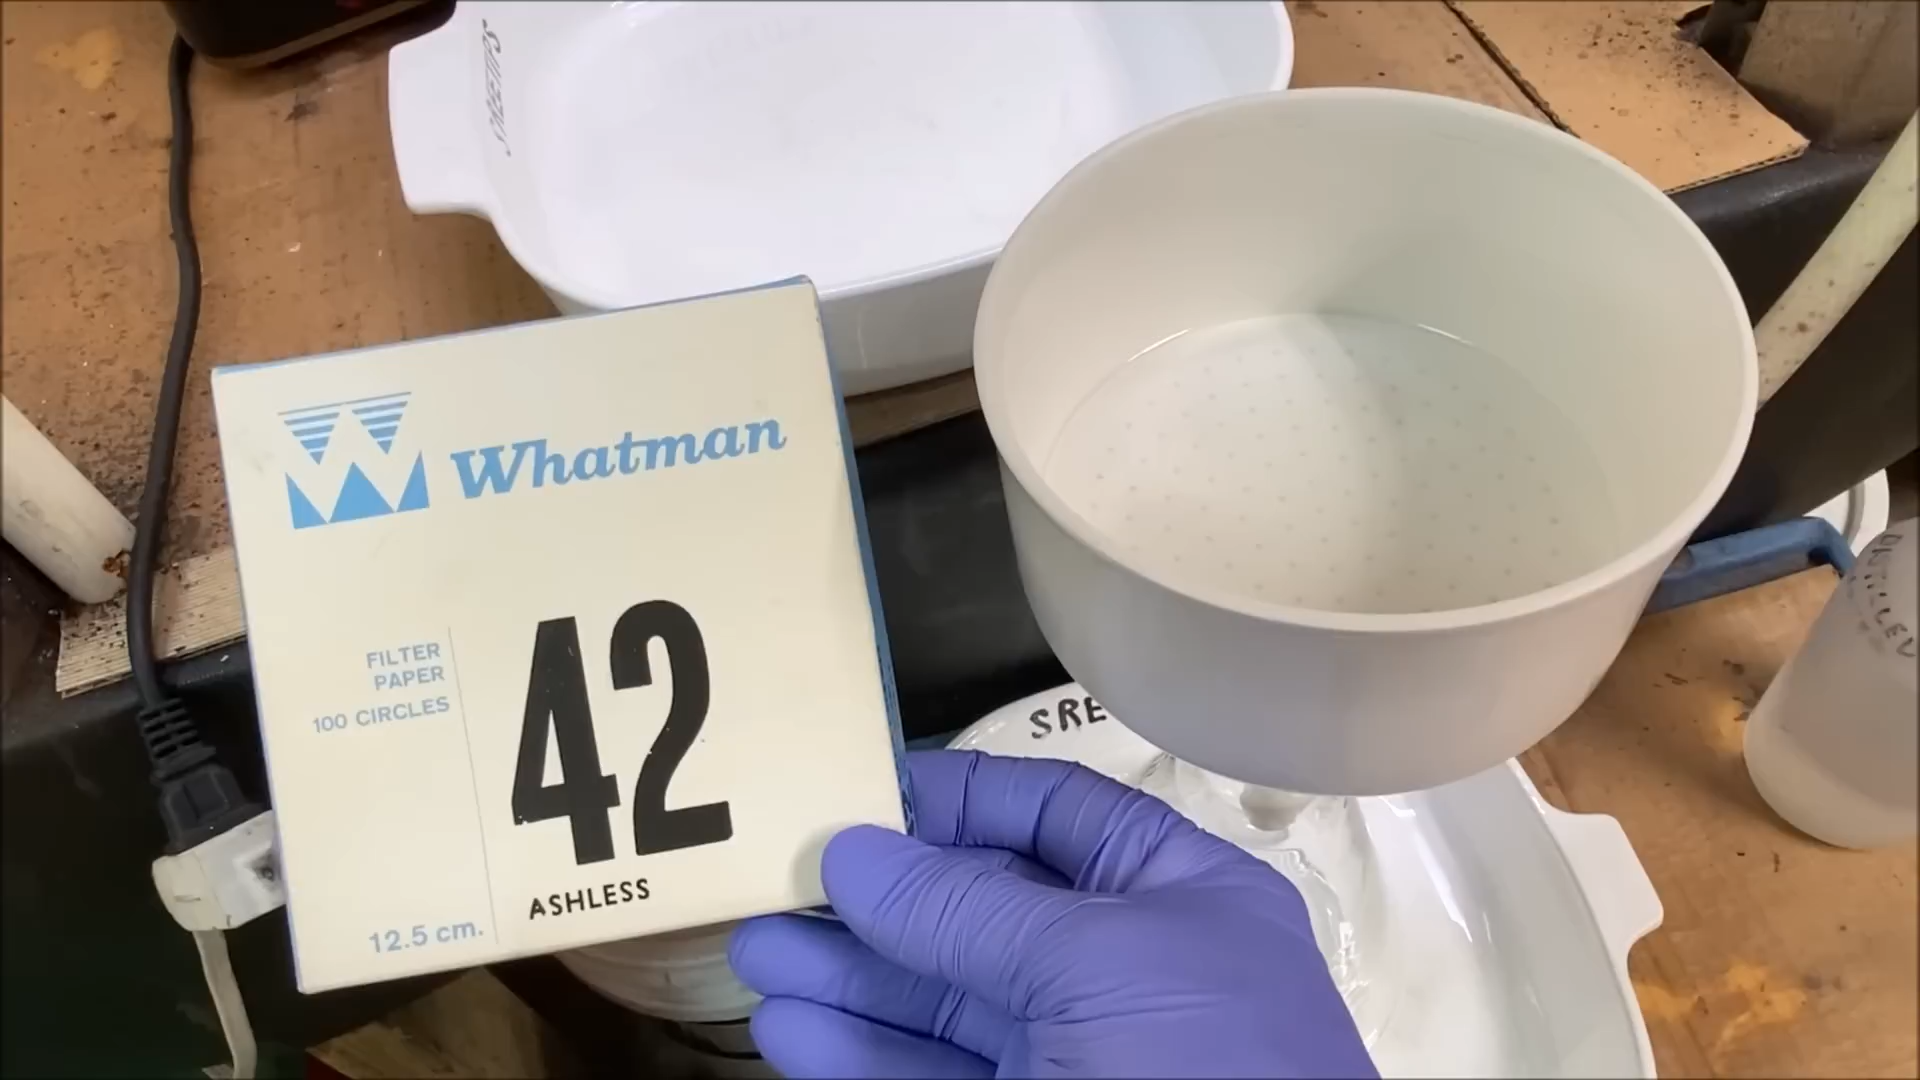 Whatman
FILTER
PAPER
100 CIRCLES
42
ASHLESS
12.5 cm.
SRE